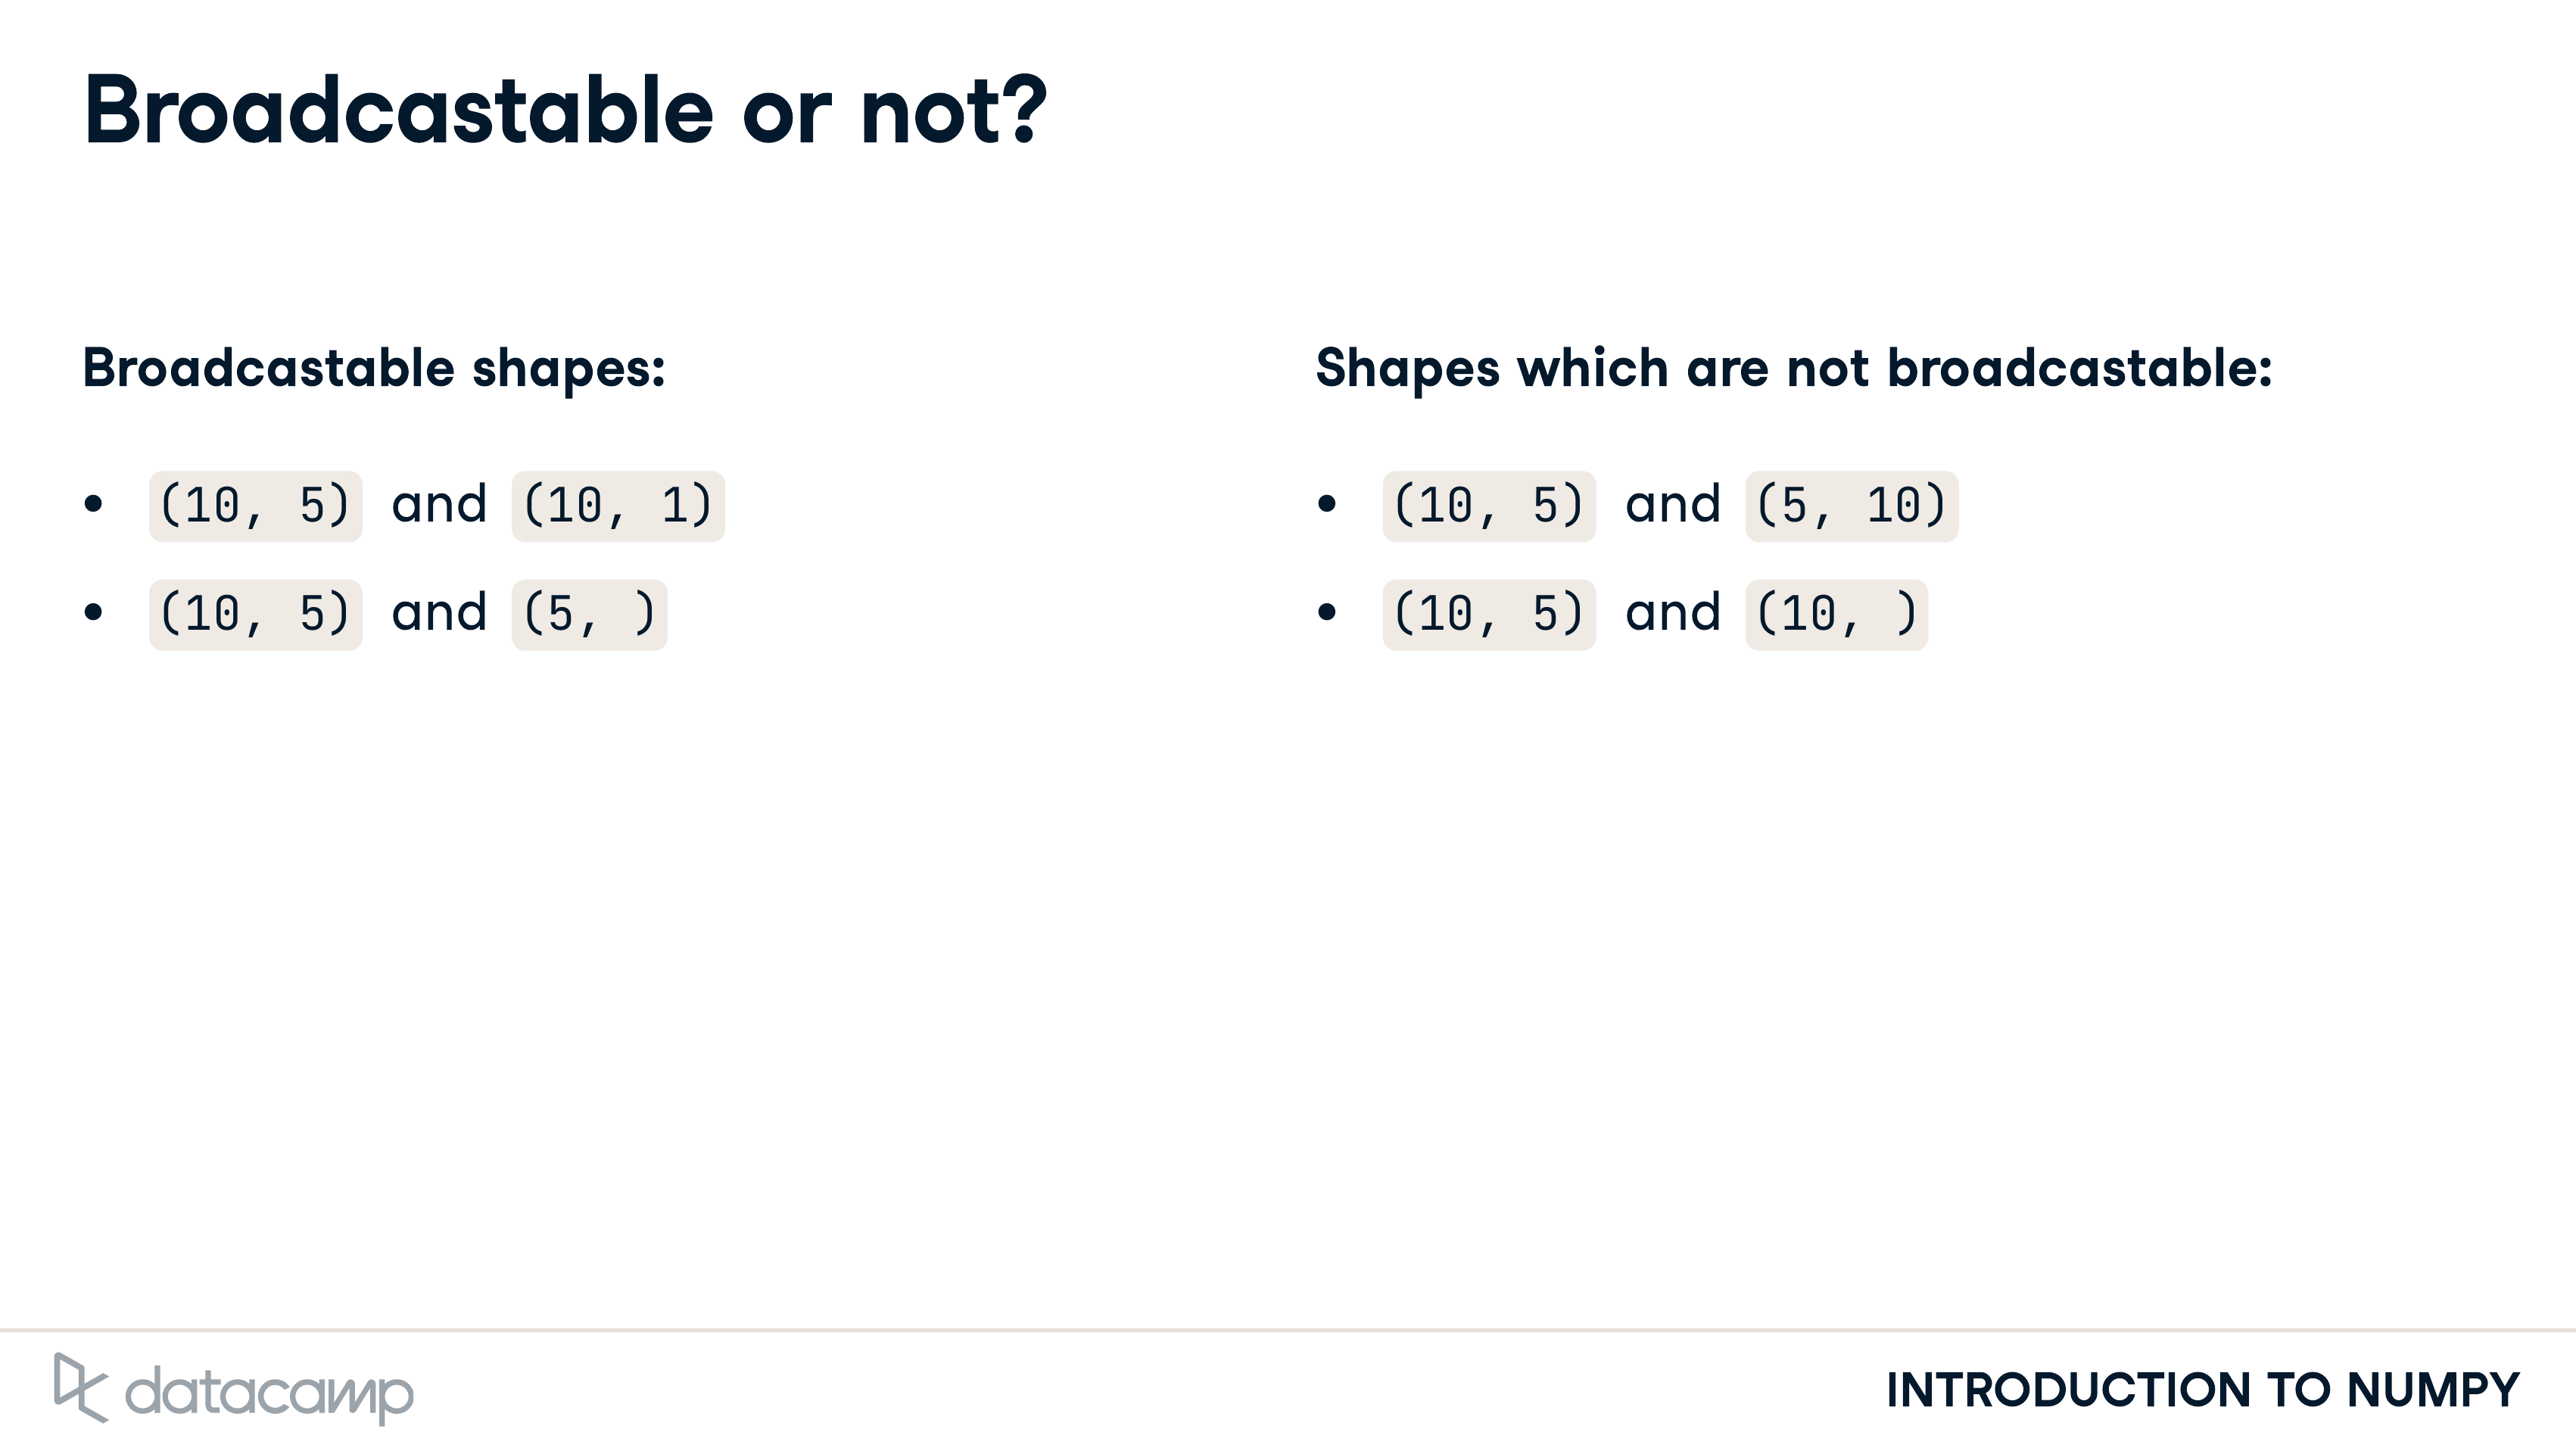 Broadcastable or not?
Broadcastable shapes:
• (10, 5) and (10, 1)
• (10, 5) and (5, )
Shapes which are not broadcastable:
• (10, 5) and (5, 10)
• (10, 5) and (10, )
datacamp
INTRODUCTION TO NUMPY